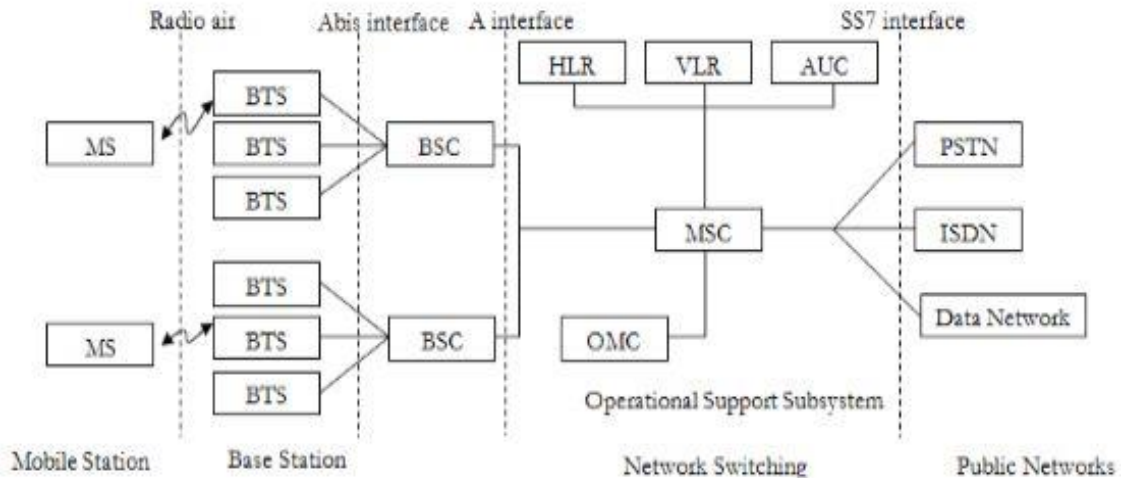 Radio air Abis interface A interface SS7 interface
HLR VLR AUC
BTS
MS BTS BSC PSTN
BTS
MSC ISDN
BTS
MS BTS BSC OMC Data Network
BTS
Operational Support Subsystem
Mobile Station Base Station Network Switching Public Networks